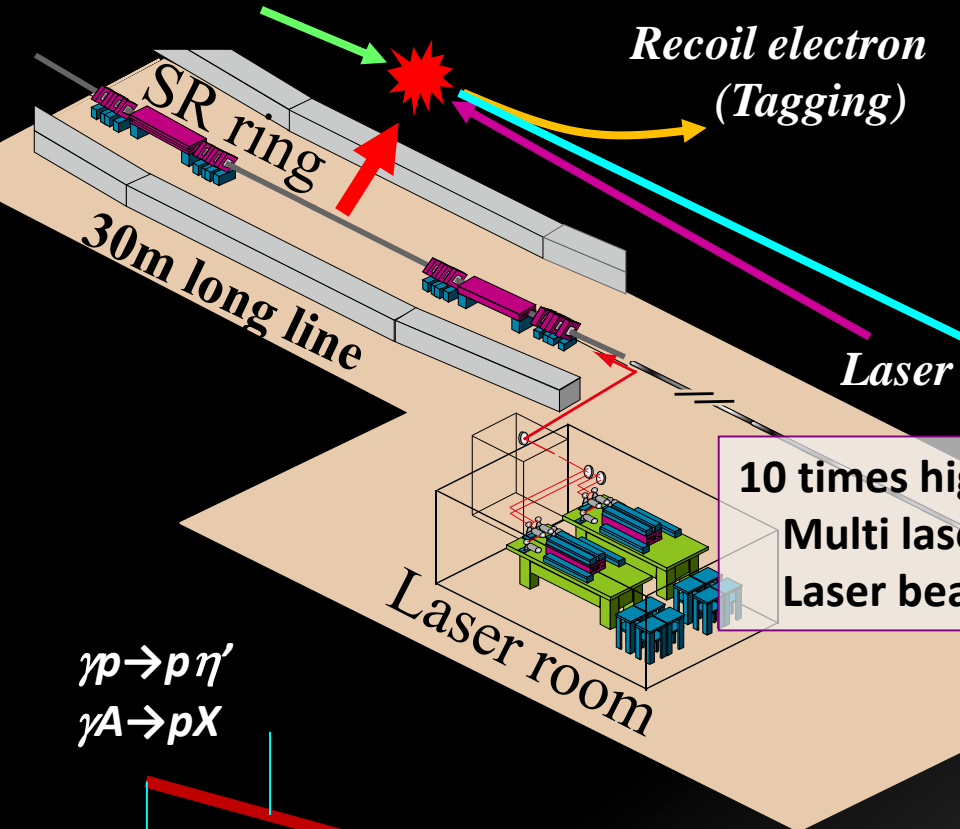 Recoil electron
(Tagging)
SR ring
30m long line
Laser
10 times hig
Multi lase
Laser bea
Laser room
γp→pη′
γA→pX